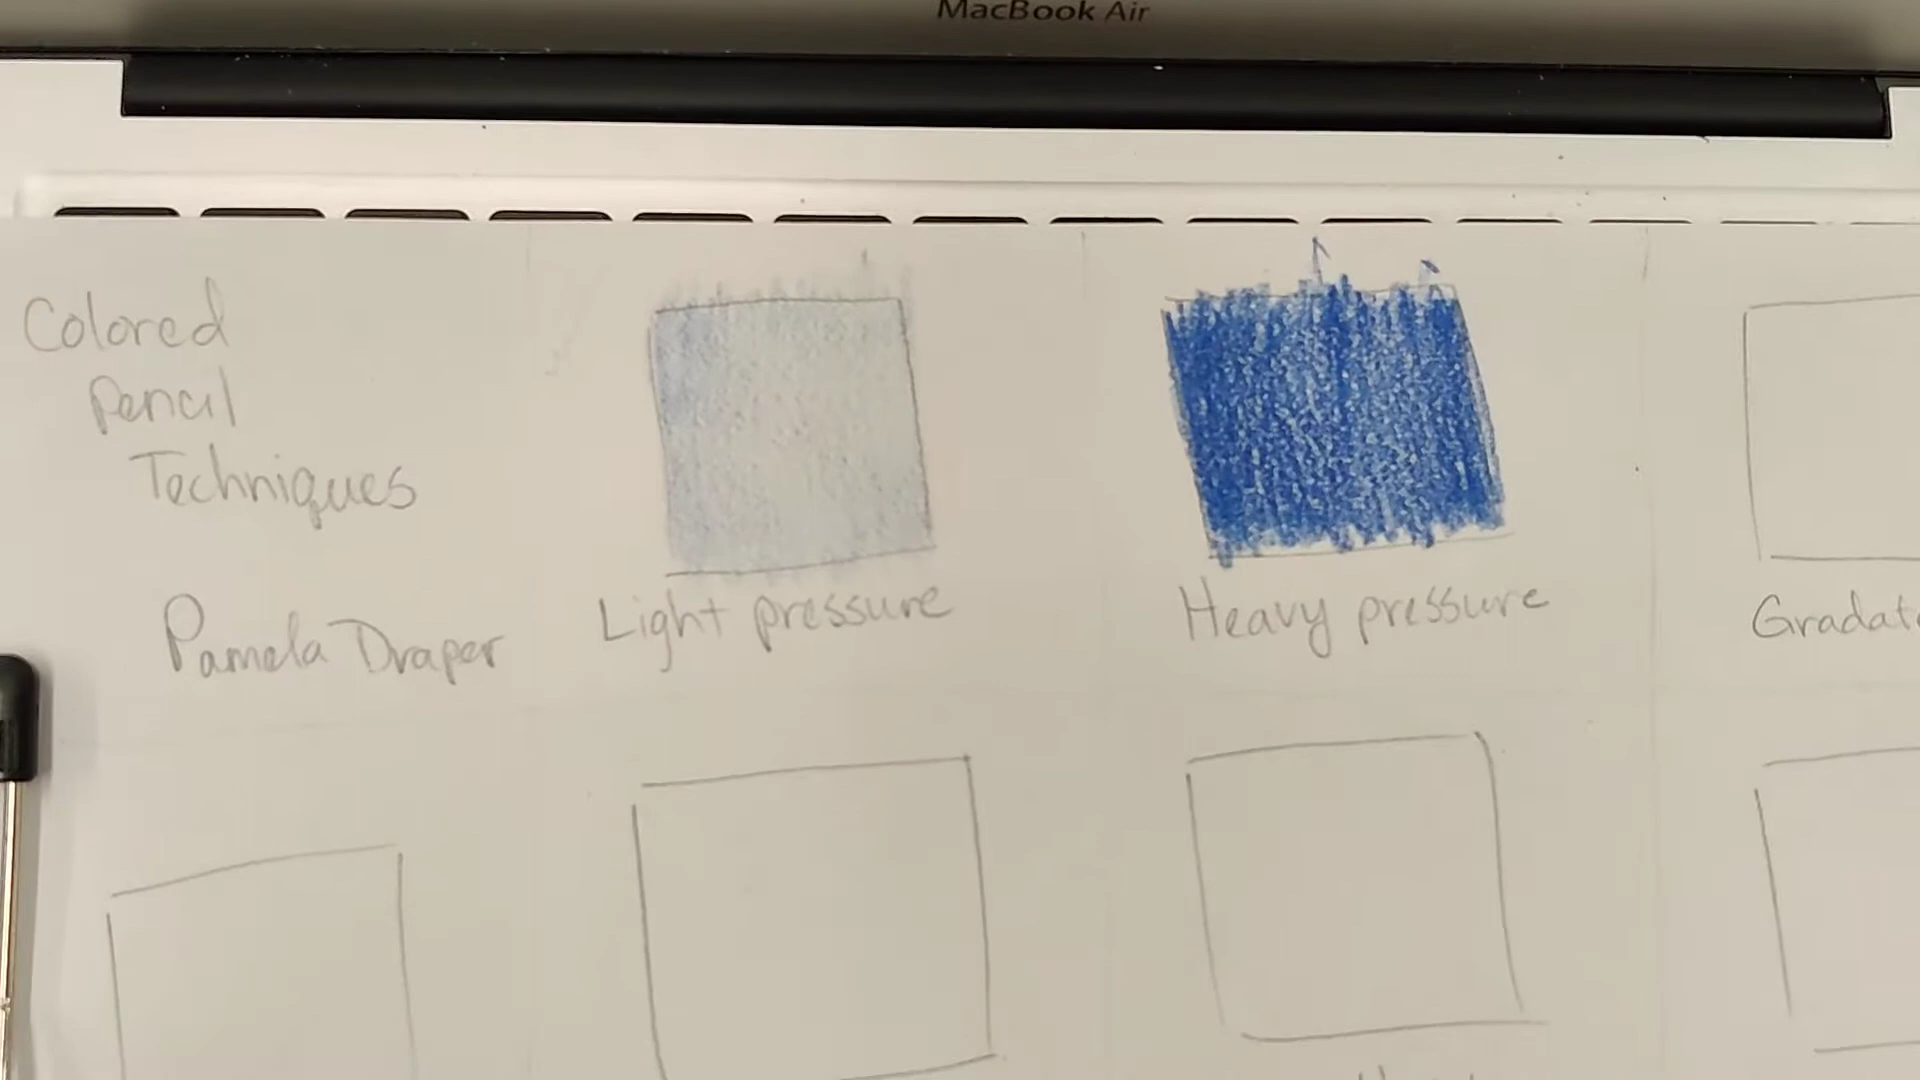 MacBook Air
Colored
Pencil
Techniques
Pamela Draper
Light pressure
Heavy pressure